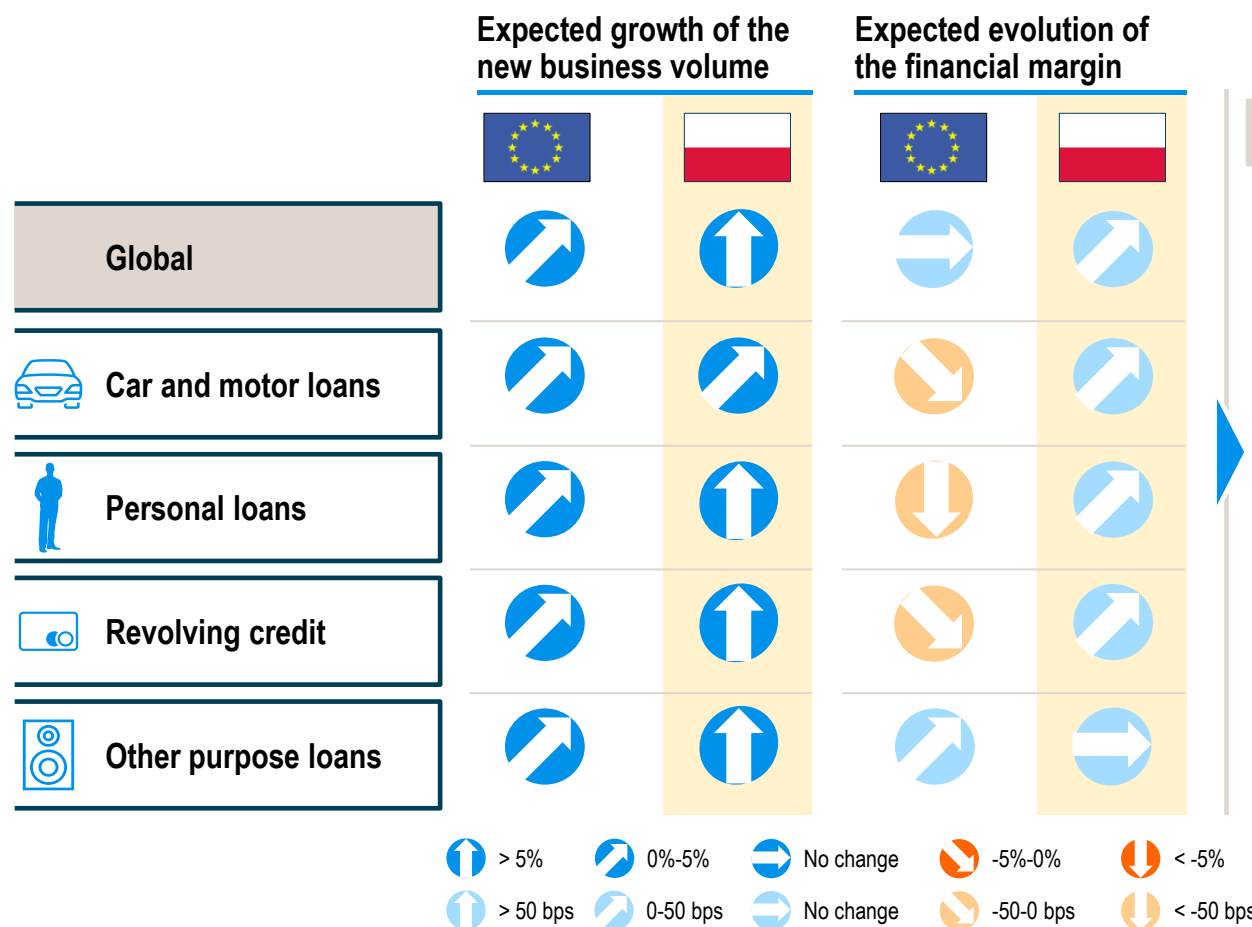 Expected growth of the
new business volume
Expected evolution of
the financial margin
Global
Car and motor loans
Personal loans
Revolving credit
Other purpose loans
> 5%
0%-5%
No change
-5%-0%
< -5%
> 50 bps
0-50 bps
No change
-50-0 bps
< -50 bps